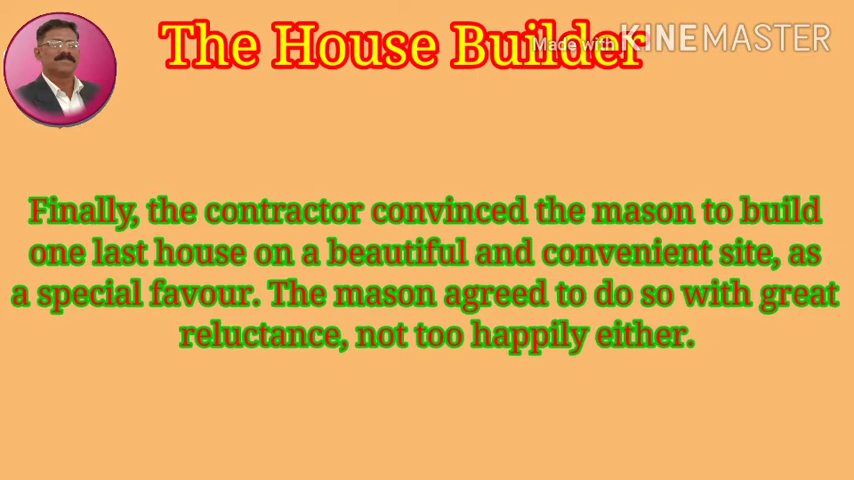 The House Builder
Made with KINEMASTER
Finally, the contractor convinced the mason to build
one last house on a beautiful and convenient site, as
a special favour. The mason agreed to do so with great
reluctance, not too happily either.